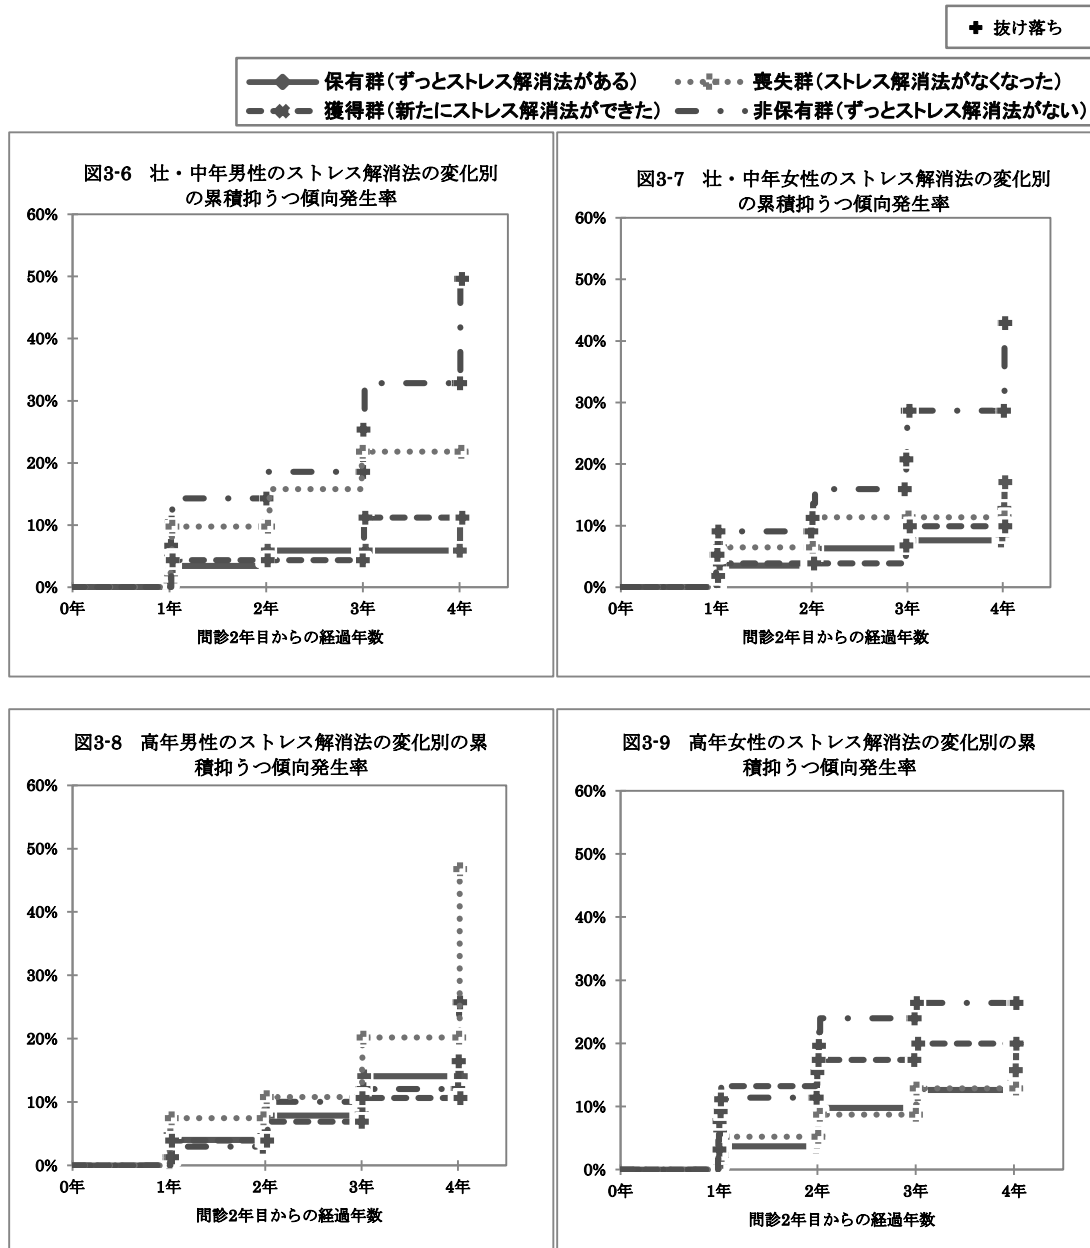 抜け落ち
保有群(ずっとストレス解消法がある)
喪失群(ストレス解消法がなくなった)
獲得群(新たにストレス解消法ができた)
非保有群(ずっとストレス解消法がない)
図3-6 壮・中年男性のストレス解消法の変化別
の累積抑うつ傾向発生率
60%
50%
40%
30%
20%
10%
0%
0年 1年 2年 3年 4年
問診2年目からの経過年数
図3-7 壮・中年女性のストレス解消法の変化別
の累積抑うつ傾向発生率
60%
50%
40%
30%
20%
10%
0%
0年 1年 2年 3年 4年
問診2年目からの経過年数
図3-8 高年男性のストレス解消法の変化別の累
積抑うつ傾向発生率
60%
50%
40%
30%
20%
10%
0%
0年 1年 2年 3年 4年
問診2年目からの経過年数
図3-9 高年女性のストレス解消法の変化別の累
積抑うつ傾向発生率
60%
50%
40%
30%
20%
10%
0%
0年 1年 2年 3年 4年
問診2年目からの経過年数